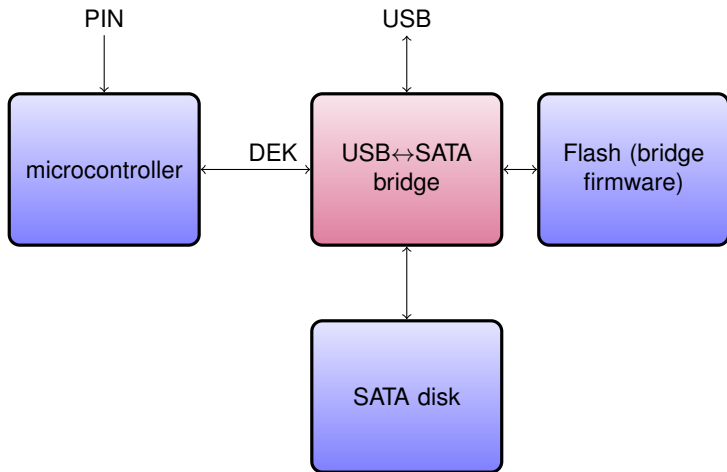 PIN
USB
microcontroller
DEK
USB↔SATA
bridge
Flash (bridge
firmware)
SATA disk